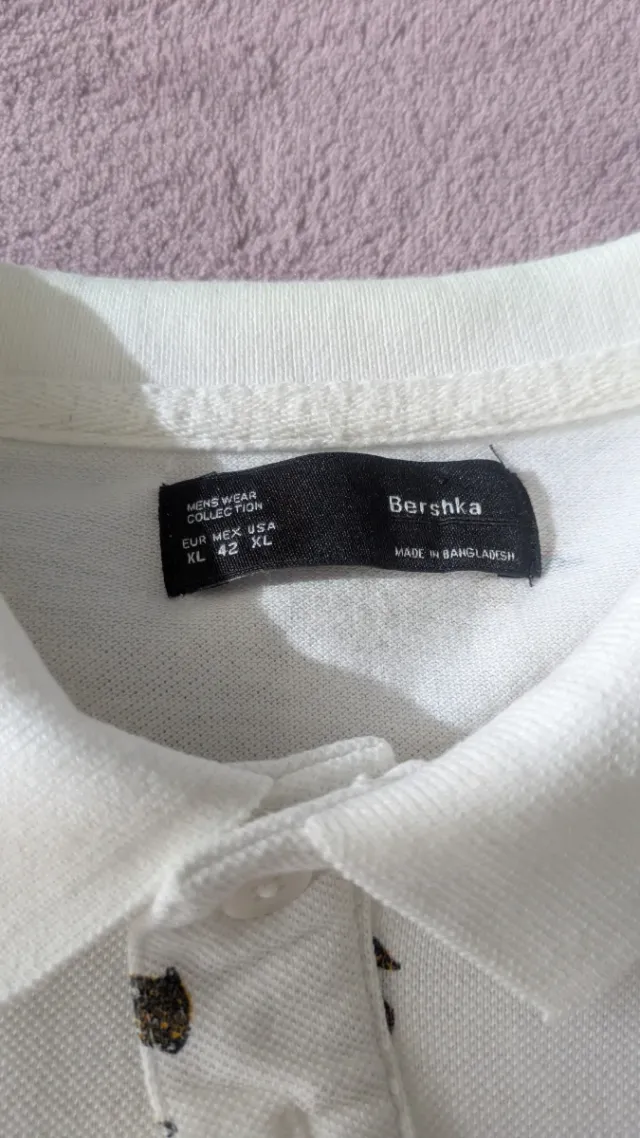 MENS WEAR
COLLECTION
EUR MEX USA
XL 42 XL
Bershka
MADE IN BANGLADESH